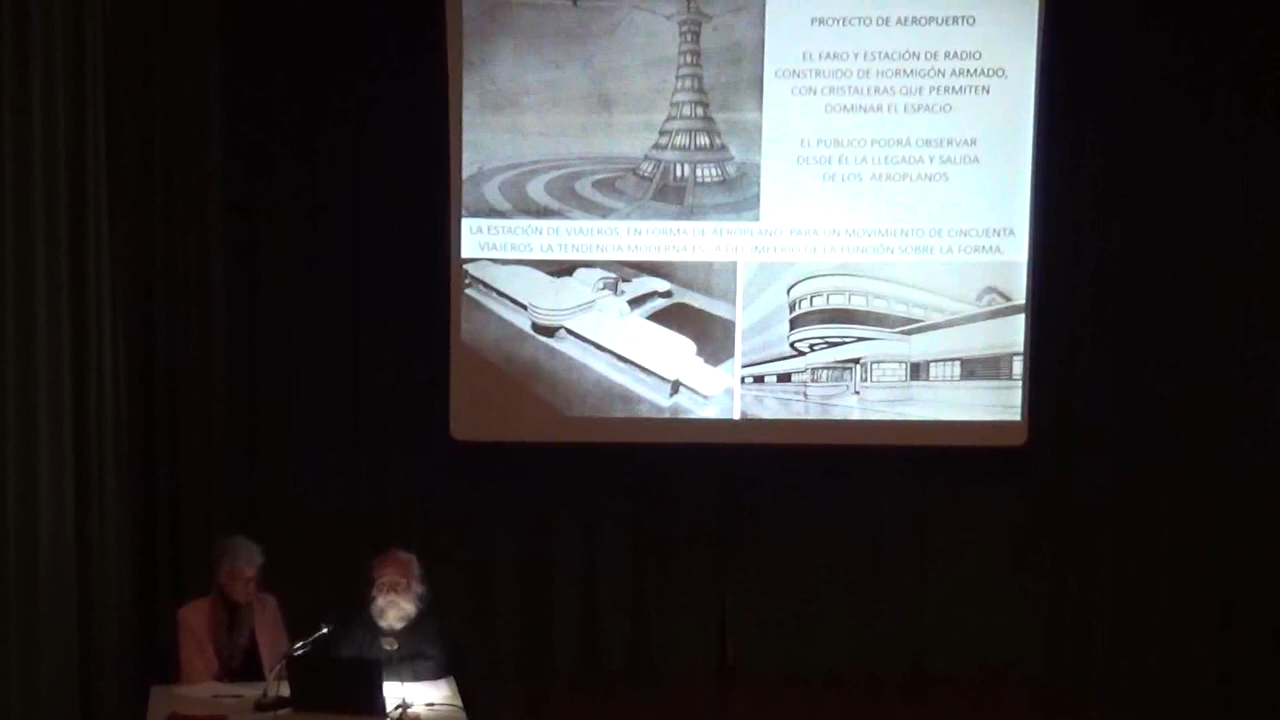 PROYECTO DE AEROPUERTO
EL FARO Y ESTACIÓN DE RADIO
CONSTRUIDO DE HORMIGÓN ARMADO,
CON CRISTALERAS QUE PERMITEN
DOMINAR EL ESPACIO.
EL PUBLICO PODRÁ OBSERVAR
DESDE ÉL LA LLEGADA Y SALIDA
DE LOS AEROPLANOS.
LA ESTACIÓN DE VIAJEROS EN FORMA DE AEROPLANO, PARA UN MOVIMIENTO DE CINCUENTA
VIAJEROS. LA TENDENCIA MODERNA ES LA DEL IMPERIO DE LA FUNCIÓN SOBRE LA FORMA.